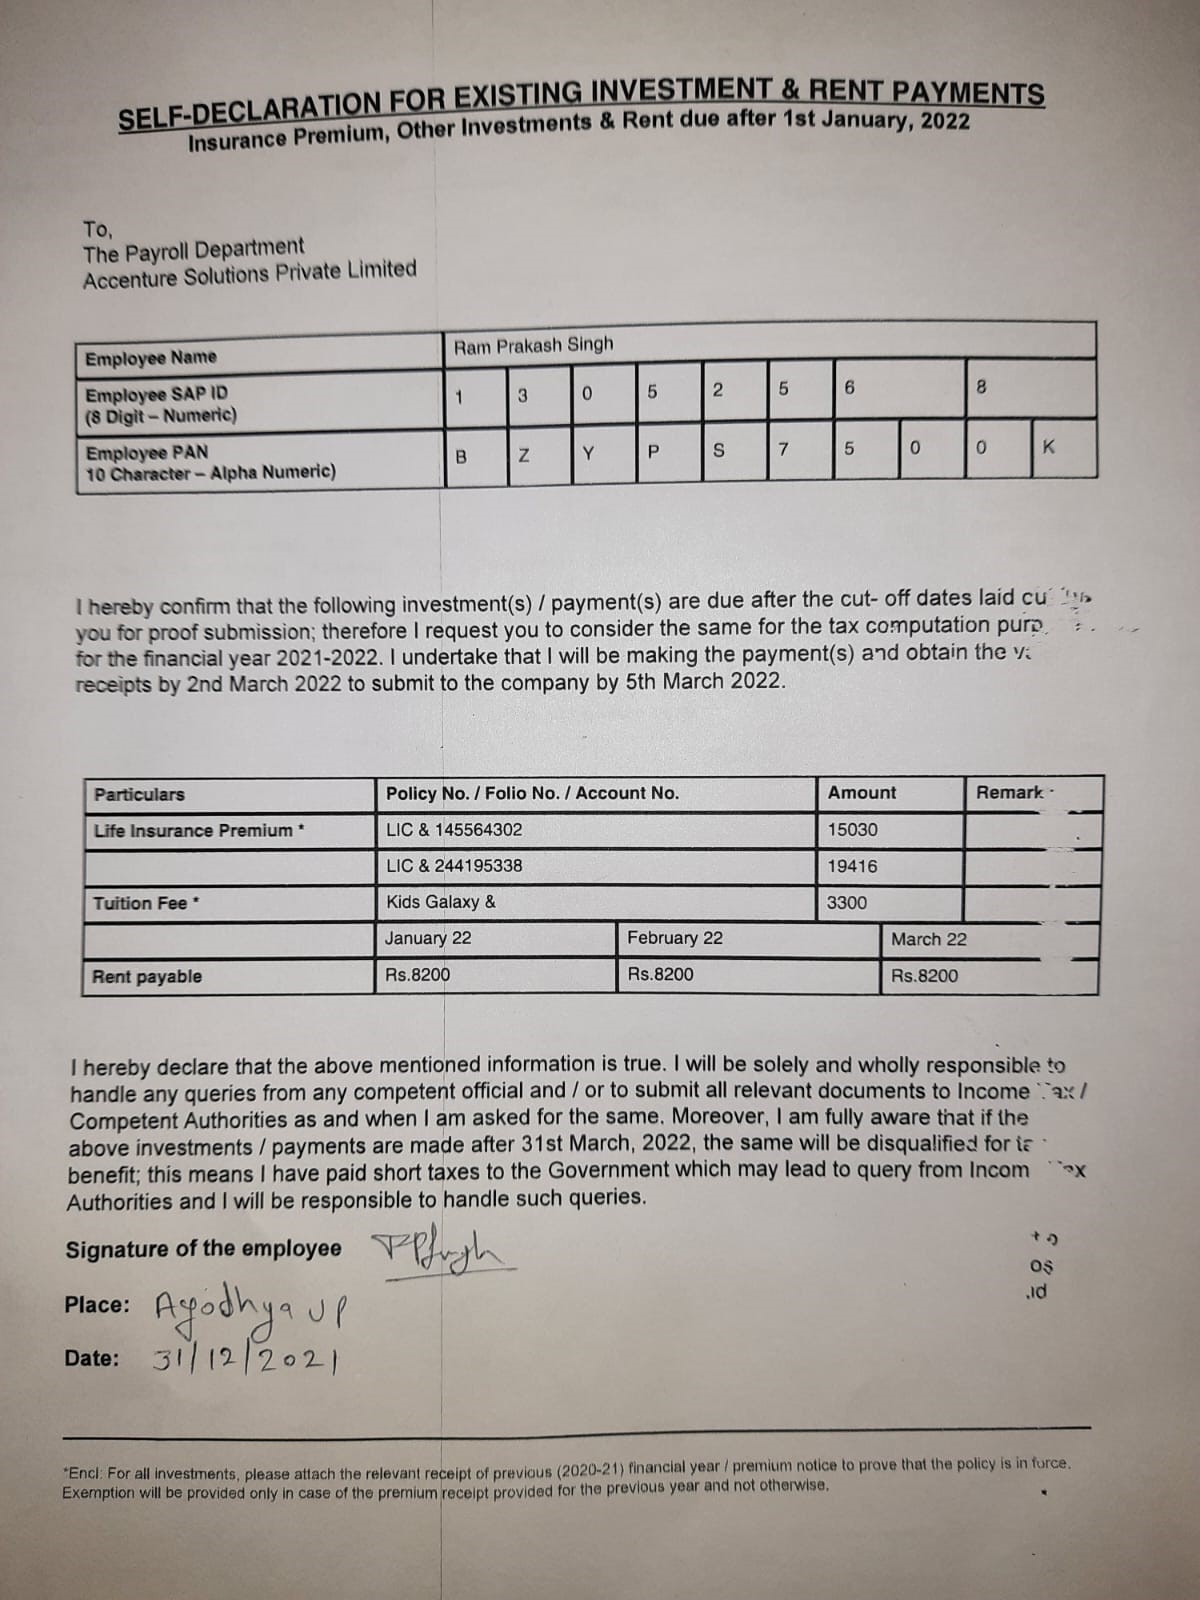 SELF-DECLARATION FOR EXISTING INVESTMENT & RENT PAYMENTS
Insurance Premium, Other Investments & Rent due after 1st January, 2022
To,
The Payroll Department
Accenture Solutions Private Limited
Employee Name Ram Prakash Singh
Employee SAP ID
(8 Digit – Numeric) 1 3 0 5 2 5 6 8
Employee PAN
10 Character – Alpha Numeric) B Z Y P S 7 5 0 0 K
I hereby confirm that the following investment(s) / payment(s) are due after the cut- off dates laid
you for proof submission; therefore I request you to consider the same for the tax computation
for the financial year 2021-2022. I undertake that I will be making the payment(s) and obtain the
receipts by 2nd March 2022 to submit to the company by 5th March 2022.
Particulars Policy No. / Folio No. / Account No. Amount Remark
Life Insurance Premium * LIC & 145564302 15030
LIC & 244195338 19416
Tuition Fee * Kids Galaxy & 3300
January 22 February 22 March 22
Rent payable Rs.8200 Rs.8200 Rs.8200
I hereby declare that the above mentioned information is true. I will be solely and wholly responsible to
handle any queries from any competent official and / or to submit all relevant documents to Income /
Competent Authorities as and when I am asked for the same. Moreover, I am fully aware that if the
above investments / payments are made after 31st March, 2022, the same will be disqualified for
benefit; this means I have paid short taxes to the Government which may lead to query from
Authorities and I will be responsible to handle such queries.
Signature of the employee
Place: Ayodhya UP
Date: 31/12/2021
*Encl: For all investments, please attach the relevant receipt of previous (2020-21) financial year / premium notice to prove that the policy is in force.
Exemption will be provided only in case of the premium receipt provided for the previous year and not otherwise.